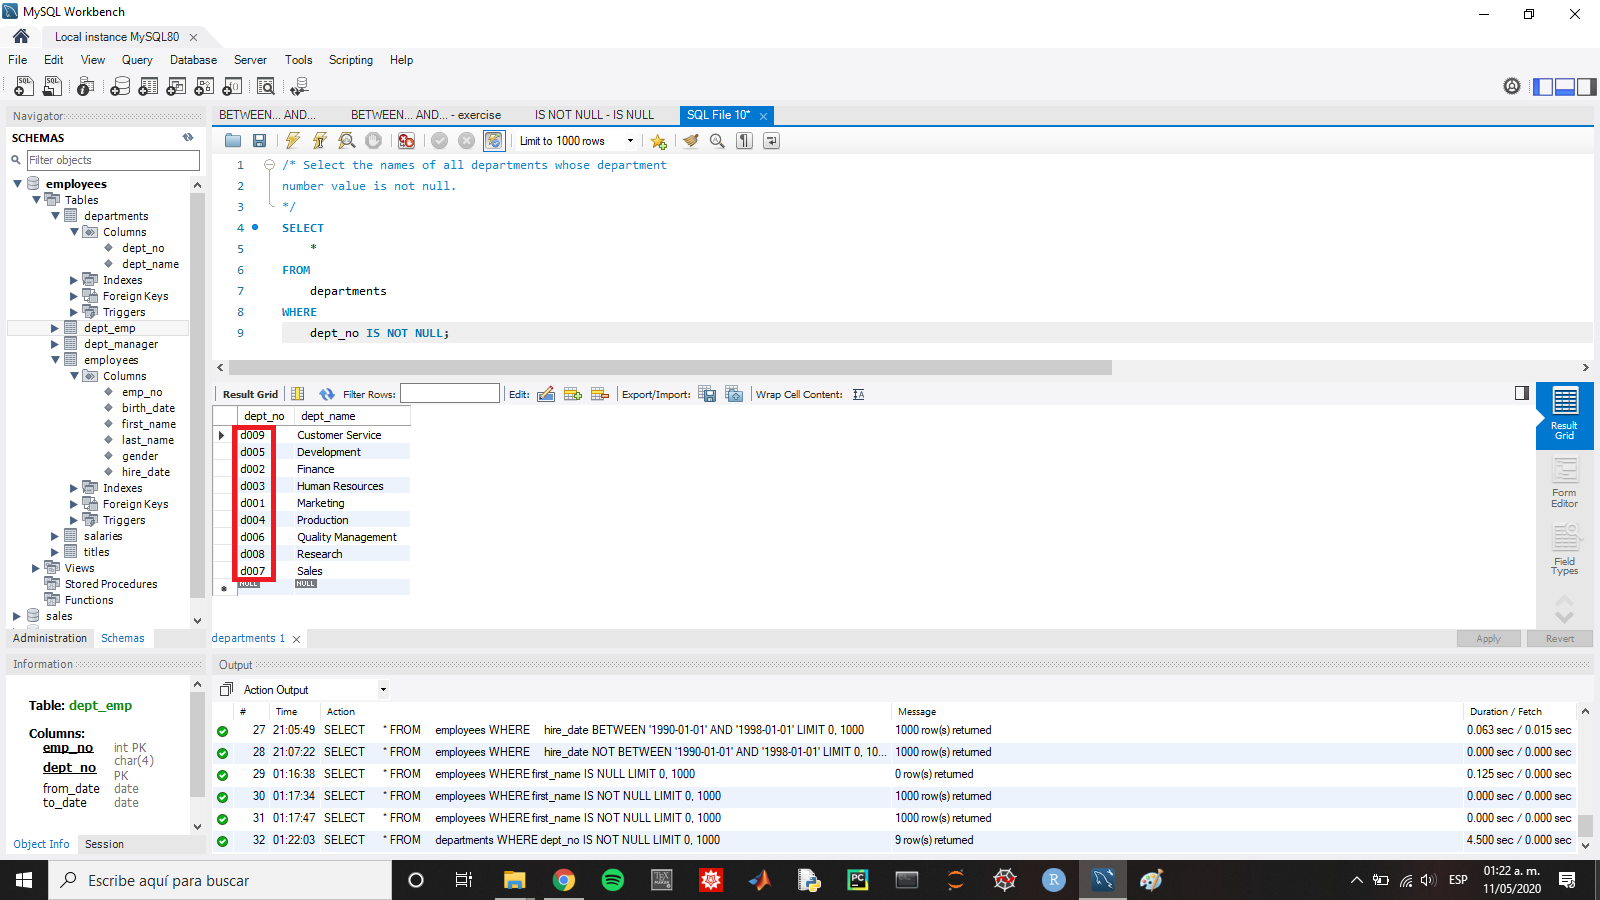 MySQL Workbench
Local instance MySQL80
File Edit View Query Database Server Tools Scripting Help
Navigator
SCHEMAS
Filter objects
employees
Tables
departments
Columns
dept_no
dept_name
Indexes
Foreign Keys
Triggers
dept_emp
dept_manager
employees
Columns
emp_no
birth_date
first_name
last_name
gender
hire_date
Indexes
Foreign Keys
Triggers
salaries
titles
Views
Stored Procedures
Functions
sales
Administration Schemas
Information
Table: dept_emp
Columns:
emp_no int PK
dept_no char(4)
PK
from_date date
to_date date
Object Info Session
BETWEEN... AND... BETWEEN... AND... - exercise IS NOT NULL - IS NULL SQL File 10*
Limit to 1000 rows
1 /* Select the names of all departments whose department
2 number value is not null.
3 */
4 SELECT
5 *
6 FROM
7 departments
8 WHERE
9 dept_no IS NOT NULL;
Result Grid Filter Rows: Edit: Export/Import: Wrap Cell Content:
dept_no dept_name
d009 Customer Service
d005 Development
d002 Finance
d003 Human Resources
d001 Marketing
d004 Production
d006 Quality Management
d008 Research
d007 Sales
NULL NULL
Result
Grid
Form
Editor
Field
Types
departments 1
Apply Revert
Output
Action Output
# Time Action Message Duration / Fetch
27 21:05:49 SELECT * FROM employees WHERE hire_date BETWEEN '1990-01-01' AND '1998-01-01' LIMIT 0, 1000 1000 row(s) returned 0.063 sec / 0.015 sec
28 21:07:22 SELECT * FROM employees WHERE hire_date NOT BETWEEN '1990-01-01' AND '1998-01-01' LIMIT 0, 10... 1000 row(s) returned 0.000 sec / 0.000 sec
29 01:16:38 SELECT * FROM employees WHERE first_name IS NULL LIMIT 0, 1000 0 row(s) returned 0.125 sec / 0.000 sec
30 01:17:34 SELECT * FROM employees WHERE first_name IS NOT NULL LIMIT 0, 1000 1000 row(s) returned 0.000 sec / 0.000 sec
31 01:17:47 SELECT * FROM employees WHERE first_name IS NOT NULL LIMIT 0, 1000 1000 row(s) returned 0.000 sec / 0.000 sec
32 01:22:03 SELECT * FROM departments WHERE dept_no IS NOT NULL LIMIT 0, 1000 9 row(s) returned 4.500 sec / 0.000 sec
Escribe aquí para buscar
ESP
01:22 a. m.
11/05/2020